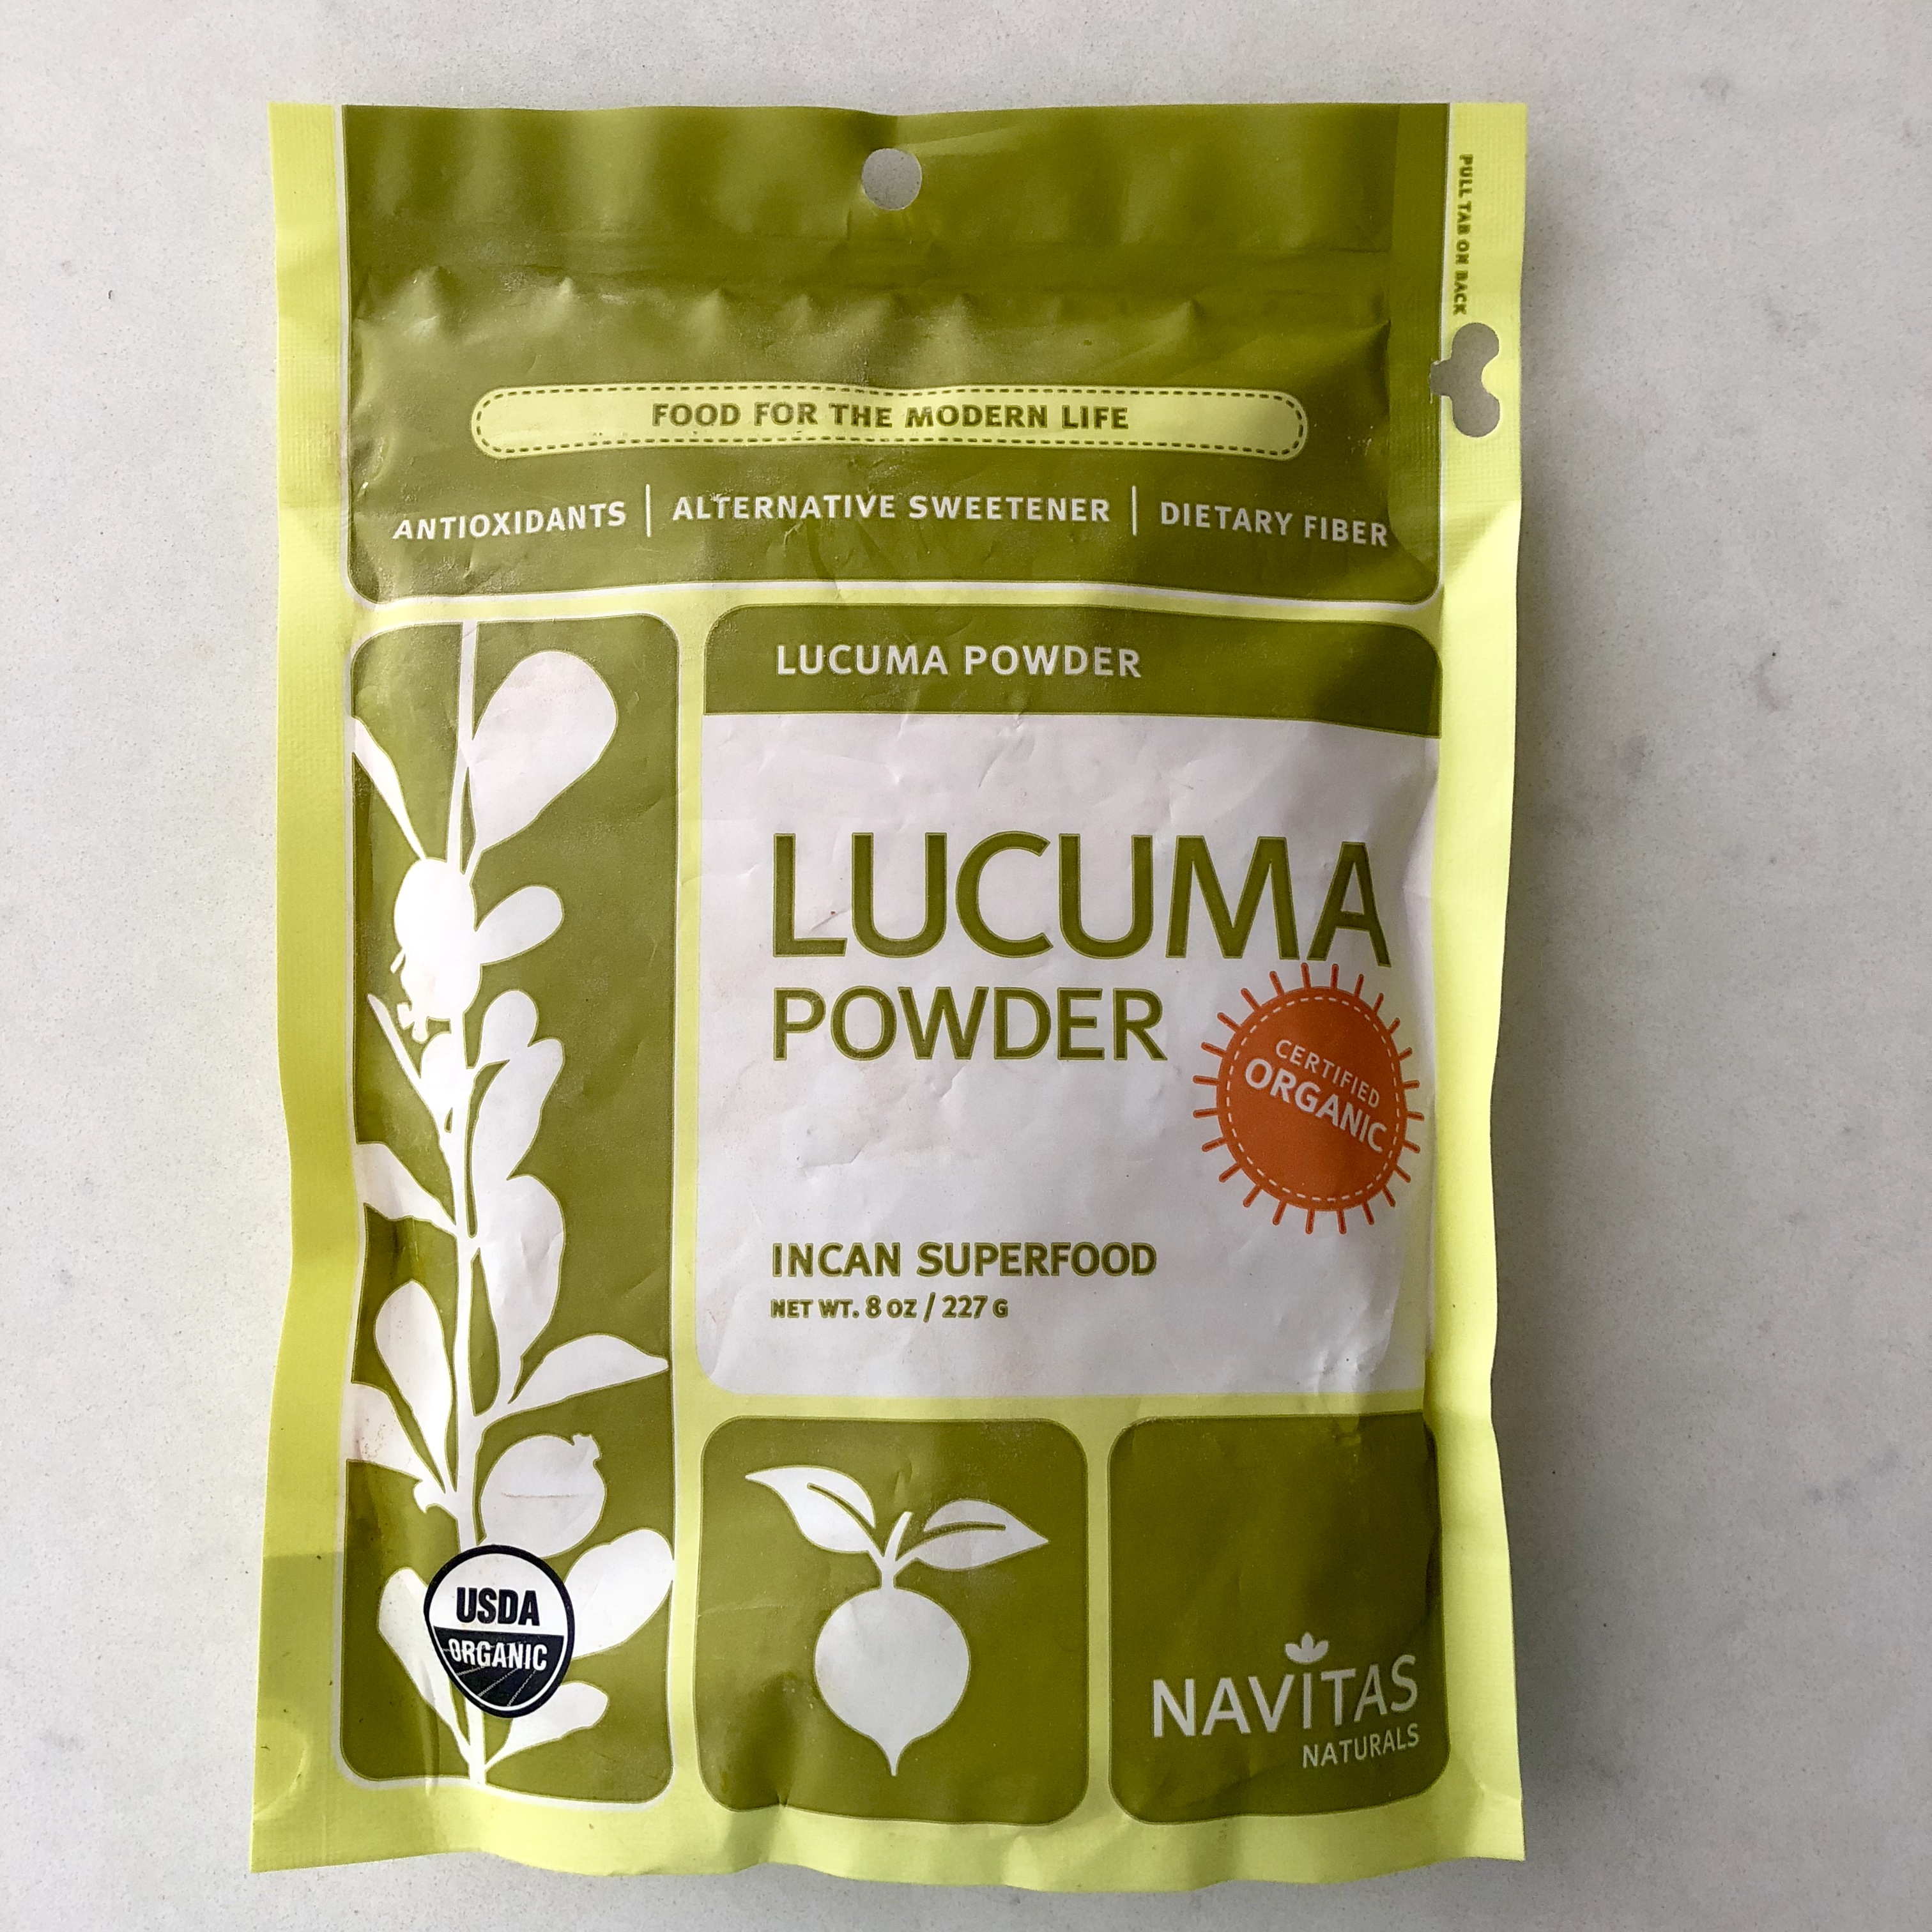 PULL TAB ON BACK
FOOD FOR THE MODERN LIFE
ANTIOXIDANTS | ALTERNATIVE SWEETENER | DIETARY FIBER
LUCUMA POWDER
LUCUMA
POWDER
CERTIFIED
ORGANIC
INCAN SUPERFOOD
NET WT. 8 OZ / 227 G
USDA
ORGANIC
NAVITAS
NATURALS